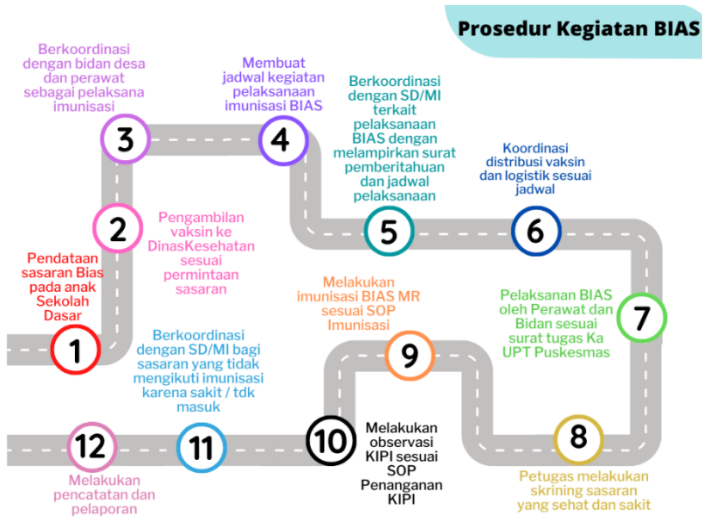 Prosedur Kegiatan BIAS
1
Pendataan
sasaran Bias
pada anak
Sekolah
Dasar
2
Pengambilan
vaksin ke
DinasKesehatan
sesuai
permintaan
sasaran
3
Berkoordinasi
dengan bidan desa
dan perawat
sebagai pelaksana
imunisasi
4
Membuat
jadwal kegiatan
pelaksanaan
imunisasi BIAS
5
Berkoordinasi
dengan SD/MI
terkait
pelaksanaan
BIAS dengan
melampirkan surat
pemberitahuan
dan jadwal
pelaksanaan
6
Koordinasi
distribusi vaksin
dan logistik sesuai
jadwal
7
Pelaksanan BIAS
oleh Perawat dan
Bidan sesuai
surat tugas Ka
UPT Puskesmas
8
Petugas melakukan
skrining sasaran
yang sehat dan sakit
9
Melakukan
imunisasi BIAS MR
sesuai SOP
Imunisasi
10
Melakukan
observasi
KIPI sesuai
SOP
Penanganan
KIPI
11
Berkoordinasi
dengan SD/MI bagi
sasaran yang tidak
mengikuti imunisasi
karena sakit / tdk
masuk
12
Melakukan
pencatatan dan
pelaporan